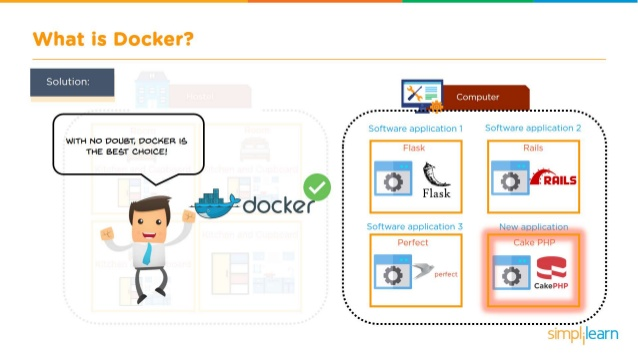 What is Docker?
Solution:
Computer
WITH NO DOUBT, DOCKER IS
THE BEST CHOICE!
docker
Software application 1
Software application 2
Flask
Rails
Flask
RAILS
Software application 3
New application
Perfect
Cake PHP
perfect
CakePHP
simplilearn